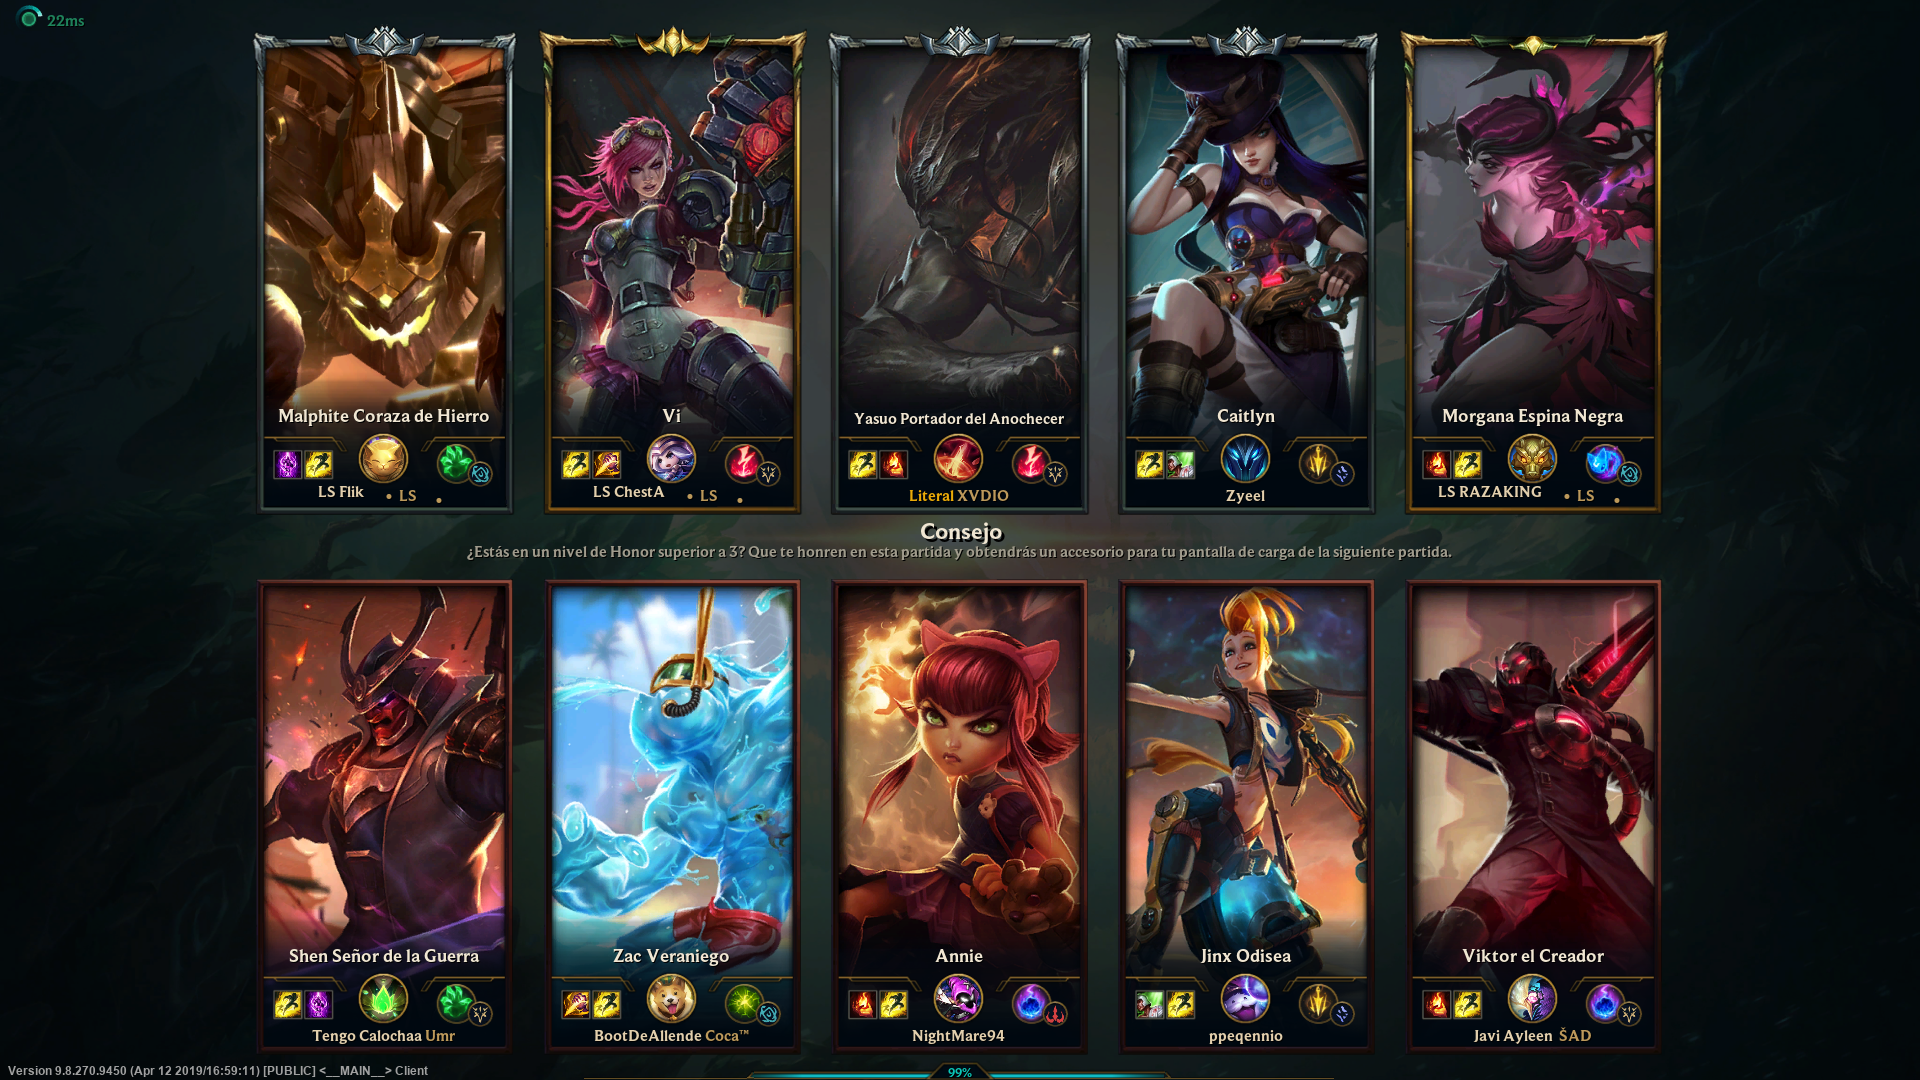 22ms
Malphite Coraza de Hierro
LS Flik • LS .
Vi
LS ChestA • LS .
Yasuo Portador del Anochecer
Literal XVDIO
Caitlyn
Zyeel
Morgana Espina Negra
LS RAZAKING • LS .
Consejo
¿Estás en un nivel de Honor superior a 3? Que te honren en esta partida y obtendrás un accesorio para tu pantalla de carga de la siguiente partida.
Shen Señor de la Guerra
Tengo Calochaa Umr
Zac Veraniego
BootDeAllende Coca™
Annie
NightMare94
Jinx Odisea
ppeqennio
Viktor el Creador
Javi Ayleen ŠAD
Version 9.8.270.9450 (Apr 12 2019/16:59:11) [PUBLIC] <__MAIN__> Client
99%